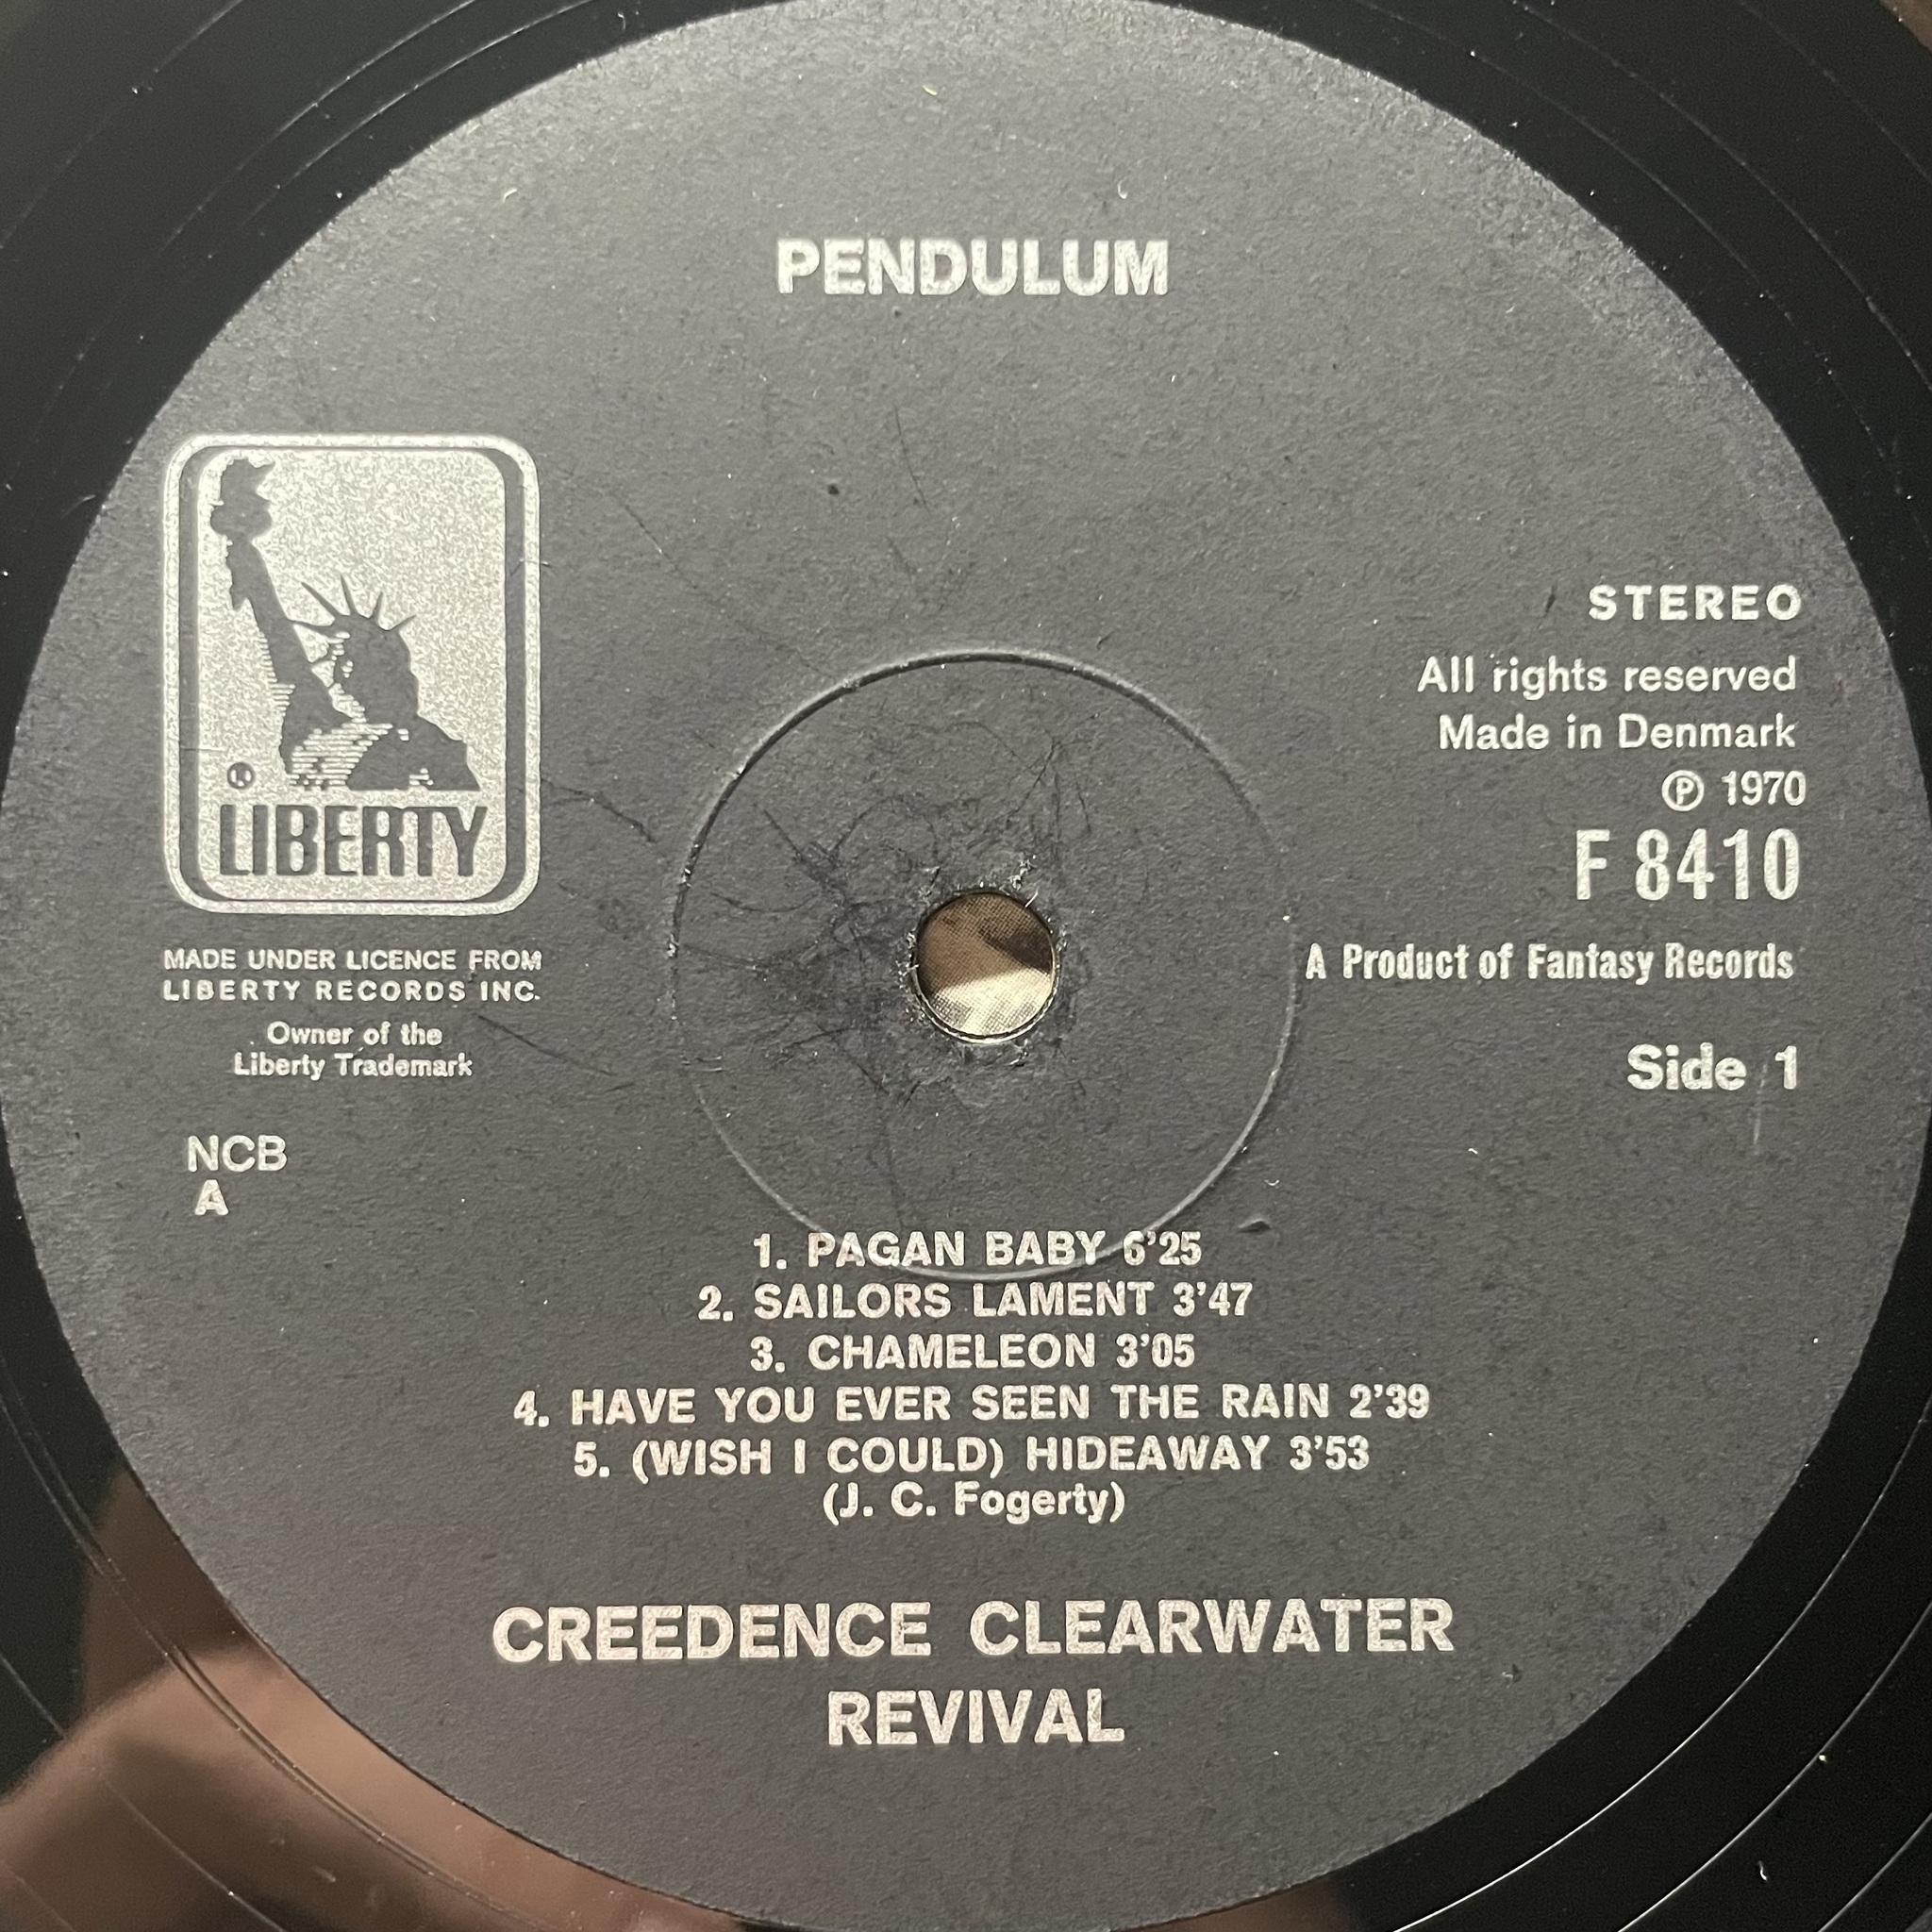 PENDULUM
® LIBERTY
MADE UNDER LICENCE FROM
LIBERTY RECORDS INC.
Owner of the
Liberty Trademark
NCB
A
STEREO
All rights reserved
Made in Denmark
℗ 1970
F 8410
A Product of Fantasy Records
Side 1
1. PAGAN BABY 6'25
2. SAILORS LAMENT 3'47
3. CHAMELEON 3'05
4. HAVE YOU EVER SEEN THE RAIN 2'39
5. (WISH I COULD) HIDEAWAY 3'53
(J. C. Fogerty)
CREEDENCE CLEARWATER
REVIVAL